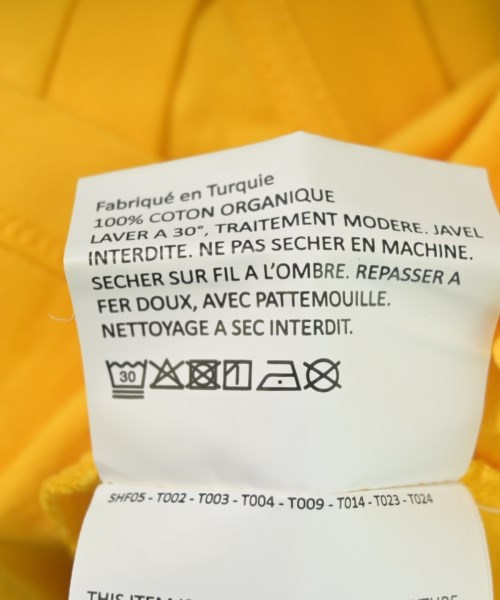 Fabriqué en Turquie
100% COTON ORGANIQUE
LAVER A 30°, TRAITEMENT MODERE. JAVEL
INTERDITE. NE PAS SECHER EN MACHINE.
SECHER SUR FIL A L'OMBRE. REPASSER A
FER DOUX, AVEC PATTEMOUILLE.
NETTOYAGE A SEC INTERDIT.
30
SHF05 - T002 - T003 - T004 - T009 - T014 - T023 - T024
THIS ITEM